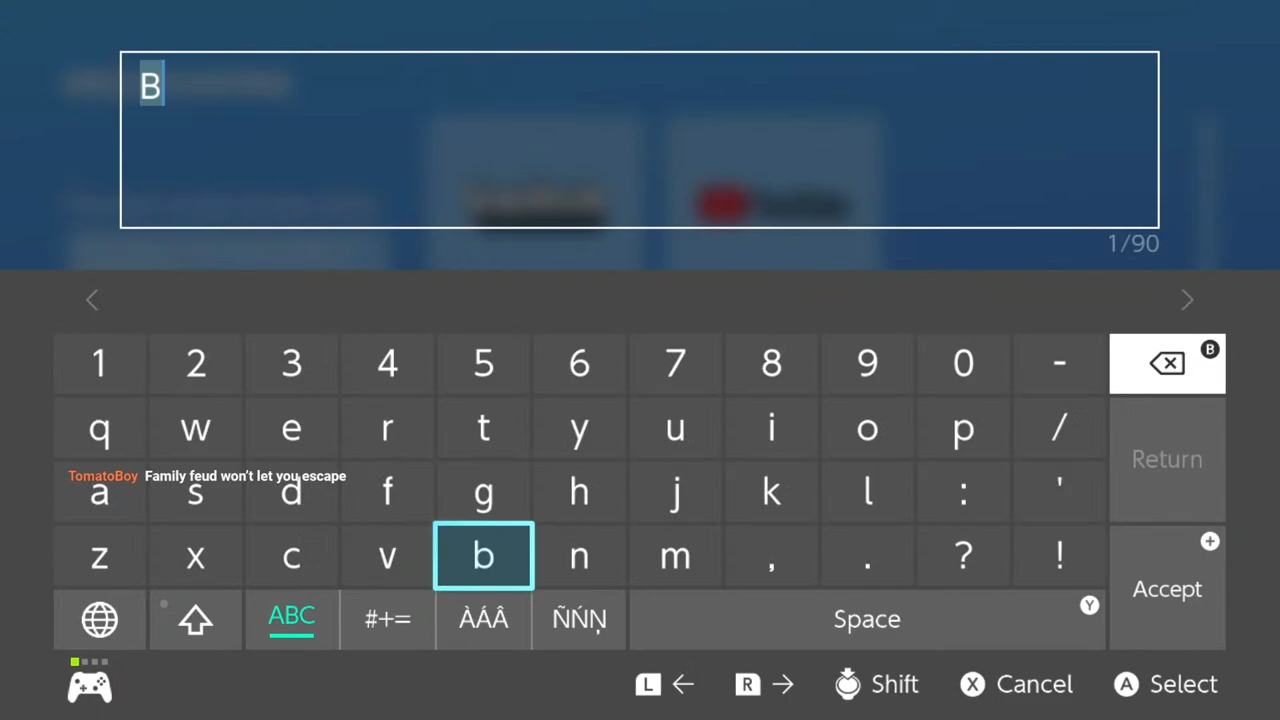 B
1/90
1 2 3 4 5 6 7 8 9 0 - B
q w e r t y u i o p / Return
TomatoBoy Family feud won't let you escape
a s d f g h j k l : '
z x c v b n m , . ? ! + Accept
ABC #+= ÀÁÂ ÑŃŅ Space Y
L ← R → Shift X Cancel A Select